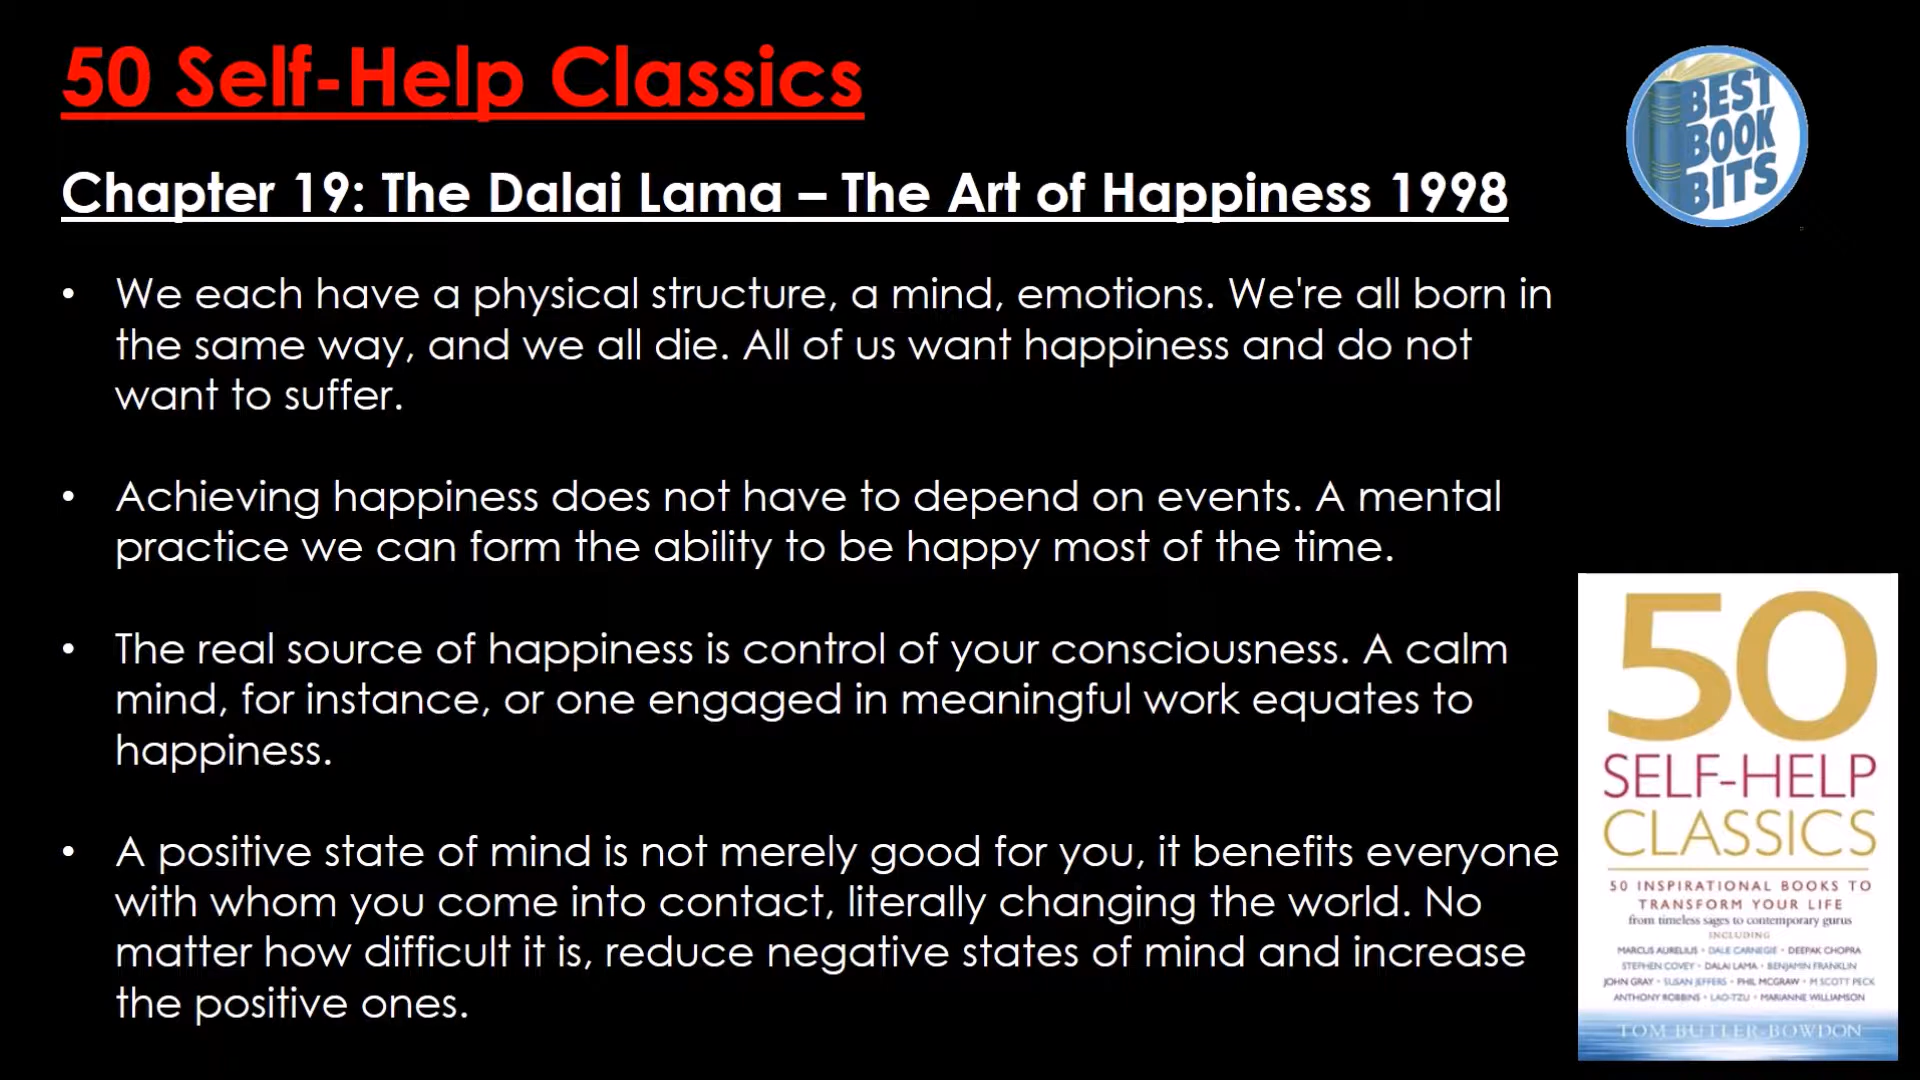 50 Self-Help Classics
BEST
BOOK
BITS
Chapter 19: The Dalai Lama – The Art of Happiness 1998
• We each have a physical structure, a mind, emotions. We're all born in
the same way, and we all die. All of us want happiness and do not
want to suffer.
• Achieving happiness does not have to depend on events. A mental
practice we can form the ability to be happy most of the time.
• The real source of happiness is control of your consciousness. A calm
mind, for instance, or one engaged in meaningful work equates to
happiness.
• A positive state of mind is not merely good for you, it benefits everyone
with whom you come into contact, literally changing the world. No
matter how difficult it is, reduce negative states of mind and increase
the positive ones.
50
SELF-HELP
CLASSICS
50 INSPIRATIONAL BOOKS TO
TRANSFORM YOUR LIFE
from timeless sages to contemporary gurus
INCLUDING
MARCUS AURELIUS • DALE CARNEGIE • DEEPAK CHOPRA
STEPHEN COVEY • DALAI LAMA • BENJAMIN FRANKLIN
JOHN GRAY • SUSAN JEFFERS • PHIL MCGRAW • M SCOTT PECK
ANTHONY ROBBINS • LAO-TZU • MARIANNE WILLIAMSON
TOM BUTLER-BOWDON